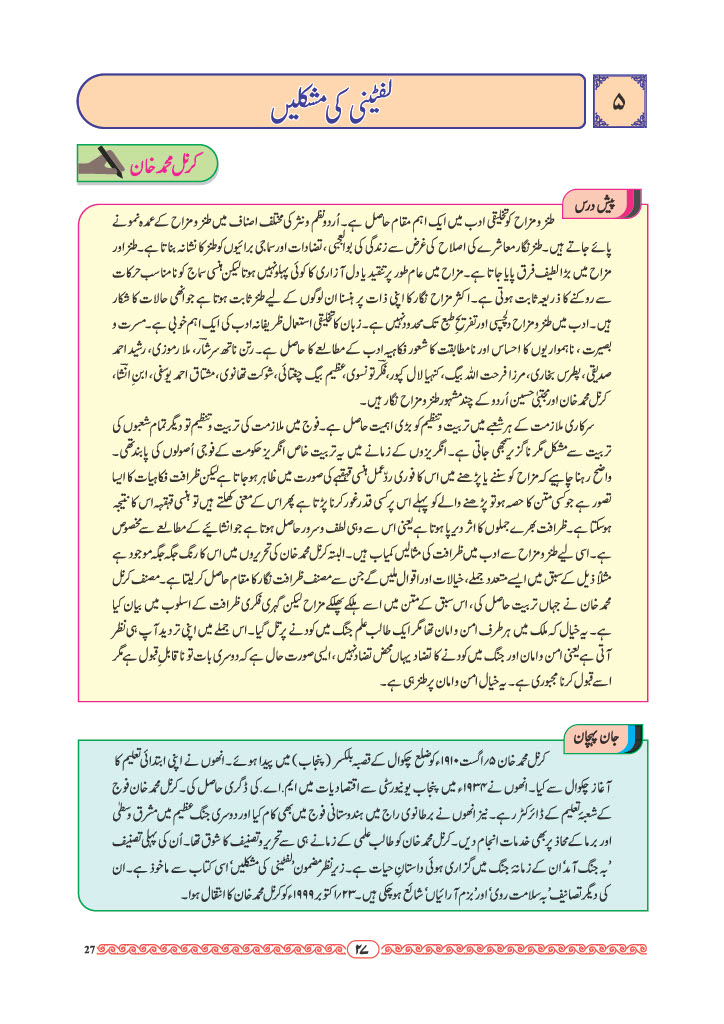 ۵
لفٹینی کی مشکلیں
کرنل محمد خان
پیش درس
طنز و مزاح کو تخلیقی ادب میں ایک اہم مقام حاصل ہے۔ اُردو نظم و نثر کی مختلف اصناف میں طنز و مزاح کے عمدہ نمونے
پائے جاتے ہیں۔ طنز نگار معاشرے کی اصلاح کی غرض سے زندگی کی بوالعجبی، تضادات اور سماجی برائیوں کو طنز کا نشانہ بناتا ہے۔ طنز اور
مزاح میں بڑا لطیف فرق پایا جاتا ہے۔ مزاح میں عام طور پر تنقید یا دل آزاری کا کوئی پہلو نہیں ہوتا لیکن ہنسی سماج کو نامناسب حرکات
سے روکنے کا ذریعہ ثابت ہوتی ہے۔ اکثر مزاح نگار کا اپنی ذات پر ہنسنا ان لوگوں کے لیے طنز ثابت ہوتا ہے جو انھی حالات کا شکار
ہیں۔ ادب میں طنز و مزاح دلچسپی اور تفریحِ طبع تک محدود نہیں ہے۔ زبان کا تخلیقی استعمال ظریفانہ ادب کی ایک اہم خوبی ہے۔ مسرت و
بصیرت، ناہمواریوں کا احساس اور نامطابقت کا شعور فکاہیہ ادب کے مطالعے کا حاصل ہے۔ رتن ناتھ سرشارؔ، ملا رموزی، رشید احمد
صدیقی، پطرس بخاری، مرزا فرحت اللہ بیگ، کنہیا لال کپور، فکرؔ تونسوی، عظیم بیگ چغتائی، شوکت تھانوی، مشتاق احمد یوسفی، ابنِ انشاؔ،
کرنل محمد خان اور مجتبیٰ حسین اُردو کے چند مشہور طنز و مزاح نگار ہیں۔
سرکاری ملازمت کے ہر شعبے میں تربیت و تنظیم کو بڑی اہمیت حاصل ہے۔ فوج میں ملازمت کی تربیت و تنظیم تو دیگر تمام شعبوں کی
تربیت سے مشکل مگر ناگزیر سمجھی جاتی ہے۔ انگریزوں کے زمانے میں یہ تربیت خاص انگریز حکومت کے فوجی اُصولوں کی پابند تھی۔
واضح رہنا چاہیے کہ مزاح کو سننے یا پڑھنے میں اس کا فوری ردِّ عمل ہنسی قہقہے کی صورت میں ظاہر ہو جاتا ہے لیکن ظرافت فکاہیات کا ایسا
تصور ہے جو کسی متن کا حصہ ہو تو پڑھنے والے کو پہلے اس پر کسی قدر غور کرنا پڑتا ہے پھر اس کے معنی کھلتے ہیں تو ہنسی قہقہہ اس کا نتیجہ
ہو سکتا ہے۔ ظرافت بھرے جملوں کا اثر دیر پا ہوتا ہے یعنی اس سے وہی لطف و سرور حاصل ہوتا ہے جو انشائیے کے مطالعے سے مخصوص
ہے۔ اسی لیے طنز و مزاح سے ادب میں ظرافت کی مثالیں کمیاب ہیں۔ البتہ کرنل محمد خان کی تحریروں میں اس کا رنگ جگہ جگہ موجود ہے
مثلاً ذیل کے سبق میں ایسے متعدد جملے، خیالات اور اقوال ملیں گے جن سے مصنف ظرافت نگار کا مقام حاصل کر لیتا ہے۔ مصنف کرنل
محمد خان نے جہاں تربیت حاصل کی، اس سبق کے متن میں اسے ہلکے پھلکے مزاح لیکن گہری فکری ظرافت کے اسلوب میں بیان کیا
ہے۔ یہ خیال کہ ملک میں ہر طرف امن و امان تھا مگر ایک طالب علم جنگ میں کودنے پر تل گیا۔ اس جملے میں اپنی تردید آپ ہی نظر
آتی ہے یعنی امن و امان اور جنگ میں کودنے کا تضاد یہاں محض تضاد نہیں، ایسی صورت حال ہے کہ دوسری بات تو ناقابلِ قبول ہے مگر
اسے قبول کرنا مجبوری ہے۔ یہ خیال امن و امان پر طنز ہی ہے۔
جان پہچان
کرنل محمد خان ۵؍اگست ۱۹۱۰ء کو ضلع چکوال کے قصبہ بلکسر (پنجاب) میں پیدا ہوئے۔ انھوں نے اپنی ابتدائی تعلیم کا
آغاز چکوال سے کیا۔ انھوں نے ۱۹۳۴ء میں پنجاب یونیورسٹی سے اقتصادیات میں ایم۔اے۔ کی ڈگری حاصل کی۔ کرنل محمد خان فوج
کے شعبۂ تعلیم کے ڈائرکٹر رہے۔ نیز انھوں نے برطانوی راج میں ہندوستانی فوج میں بھی کام کیا اور دوسری جنگ عظیم میں مشرق وسطیٰ
اور برما کے محاذ پر بھی خدمات انجام دیں۔ کرنل محمد خان کو طالب علمی کے زمانے ہی سے تحریر و تصنیف کا شوق تھا۔ اُن کی پہلی تصنیف
’بہ جنگ آمد‘ ان کے زمانۂ جنگ میں گزاری ہوئی داستانِ حیات ہے۔ زیرِ نظر مضمون ’لفٹینی کی مشکلیں‘ اسی کتاب سے ماخوذ ہے۔ ان
کی دیگر تصانیف ’بہ سلامت روی‘ اور ’بزم آرائیاں‘ شائع ہو چکی ہیں۔ ۲۳؍اکتوبر ۱۹۹۹ء کو کرنل محمد خان کا انتقال ہوا۔
۲۷
27